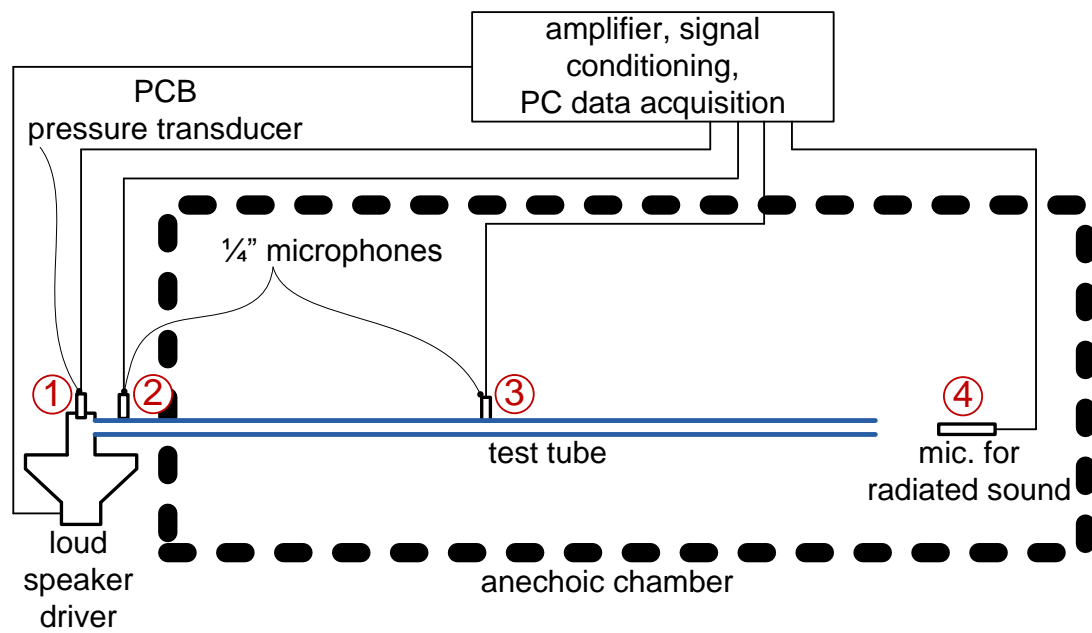 amplifier, signal
conditioning,
PC data acquisition
PCB
pressure transducer
¼” microphones
1
2
3
4
test tube
mic. for
radiated sound
loud
speaker
driver
anechoic chamber